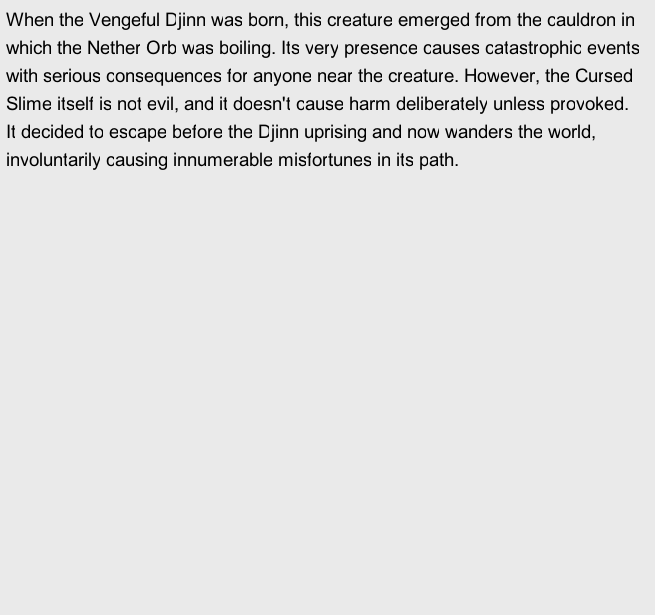 When the Vengeful Djinn was born, this creature emerged from the cauldron in
which the Nether Orb was boiling. Its very presence causes catastrophic events
with serious consequences for anyone near the creature. However, the Cursed
Slime itself is not evil, and it doesn't cause harm deliberately unless provoked.
It decided to escape before the Djinn uprising and now wanders the world,
involuntarily causing innumerable misfortunes in its path.